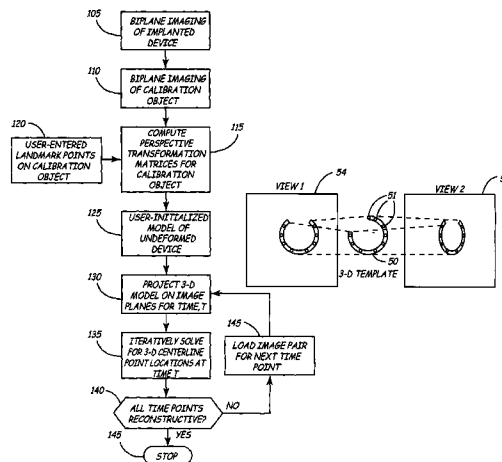 105
BIPLANE IMAGING
OF IMPLANTED
DEVICE
110
BIPLANE IMAGING
OF CALIBRATION
OBJECT
120
USER-ENTERED
LANDMARK POINTS
ON CALIBRATION
OBJECT
115
COMPUTE
PERSPECTIVE
TRANSFORMATION
MATRICES FOR
CALIBRATION
OBJECT
125
USER-INITIALIZED
MODEL OF
UNDEFORMED
DEVICE
130
PROJECT 3-D
MODEL ON IMAGE
PLANES FOR TIME,T
135
ITERATIVELY SOLVE
FOR 3-D CENTERLINE
POINT LOCATIONS AT
TIME,T
145
LOAD IMAGE PAIR
FOR NEXT TIME
POINT
140
ALL TIME POINTS
RECONSTRUCTIVE?
NO
YES
145
STOP
54
VIEW 1
51
50
3-D TEMPLATE
VIEW 2